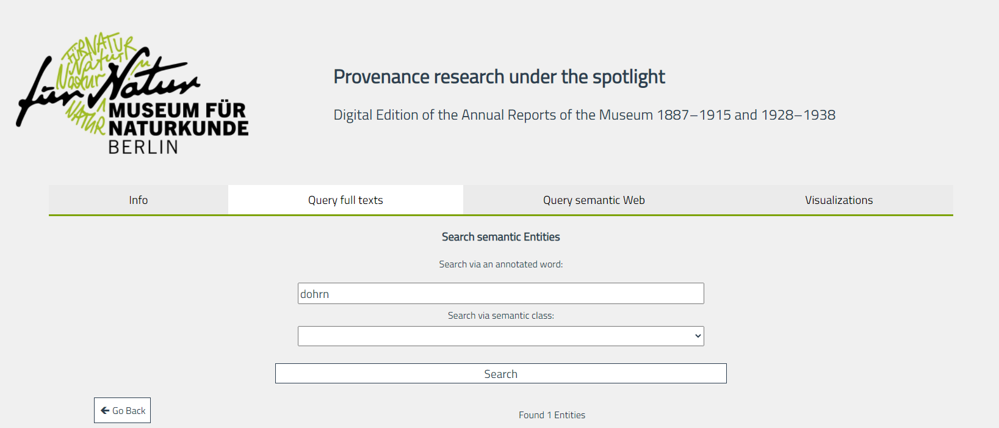 FÜR NATUR
Natur
Natur
für Natur
NATUR
MUSEUM FÜR
NATURKUNDE
BERLIN
Provenance research under the spotlight
Digital Edition of the Annual Reports of the Museum 1887–1915 and 1928–1938
Info
Query full texts
Query semantic Web
Visualizations
Search semantic Entities
Search via an annotated word:
dohrn
Search via semantic class:
Search
Go Back
Found 1 Entities